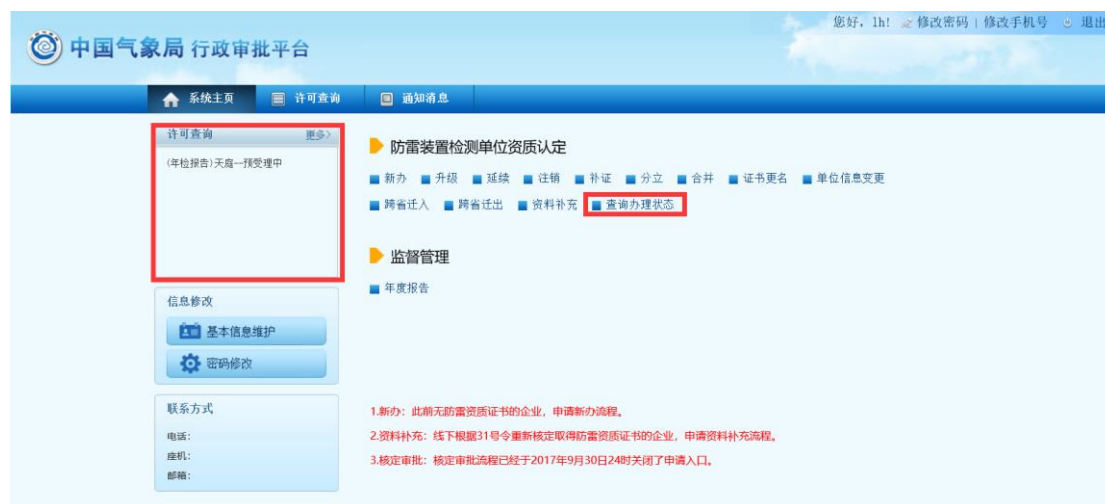 您好，lh! 修改密码 | 修改手机号 退出
中国气象局 行政审批平台
系统主页 许可查询 通知消息
许可查询 更多>
(年检报告)天庭--预受理中
防雷装置检测单位资质认定
新办 升级 延续 注销 补证 分立 合并 证书更名 单位信息变更
跨省迁入 跨省迁出 资料补充 查询办理状态
监督管理
年度报告
信息修改
基本信息维护
密码修改
联系方式
电话：
座机：
邮箱：
1.新办：此前无防雷资质证书的企业，申请新办流程。
2.资料补充：线下根据31号令重新核定取得防雷资质证书的企业，申请资料补充流程。
3.核定审批：核定审批流程已经于2017年9月30日24时关闭了申请入口。